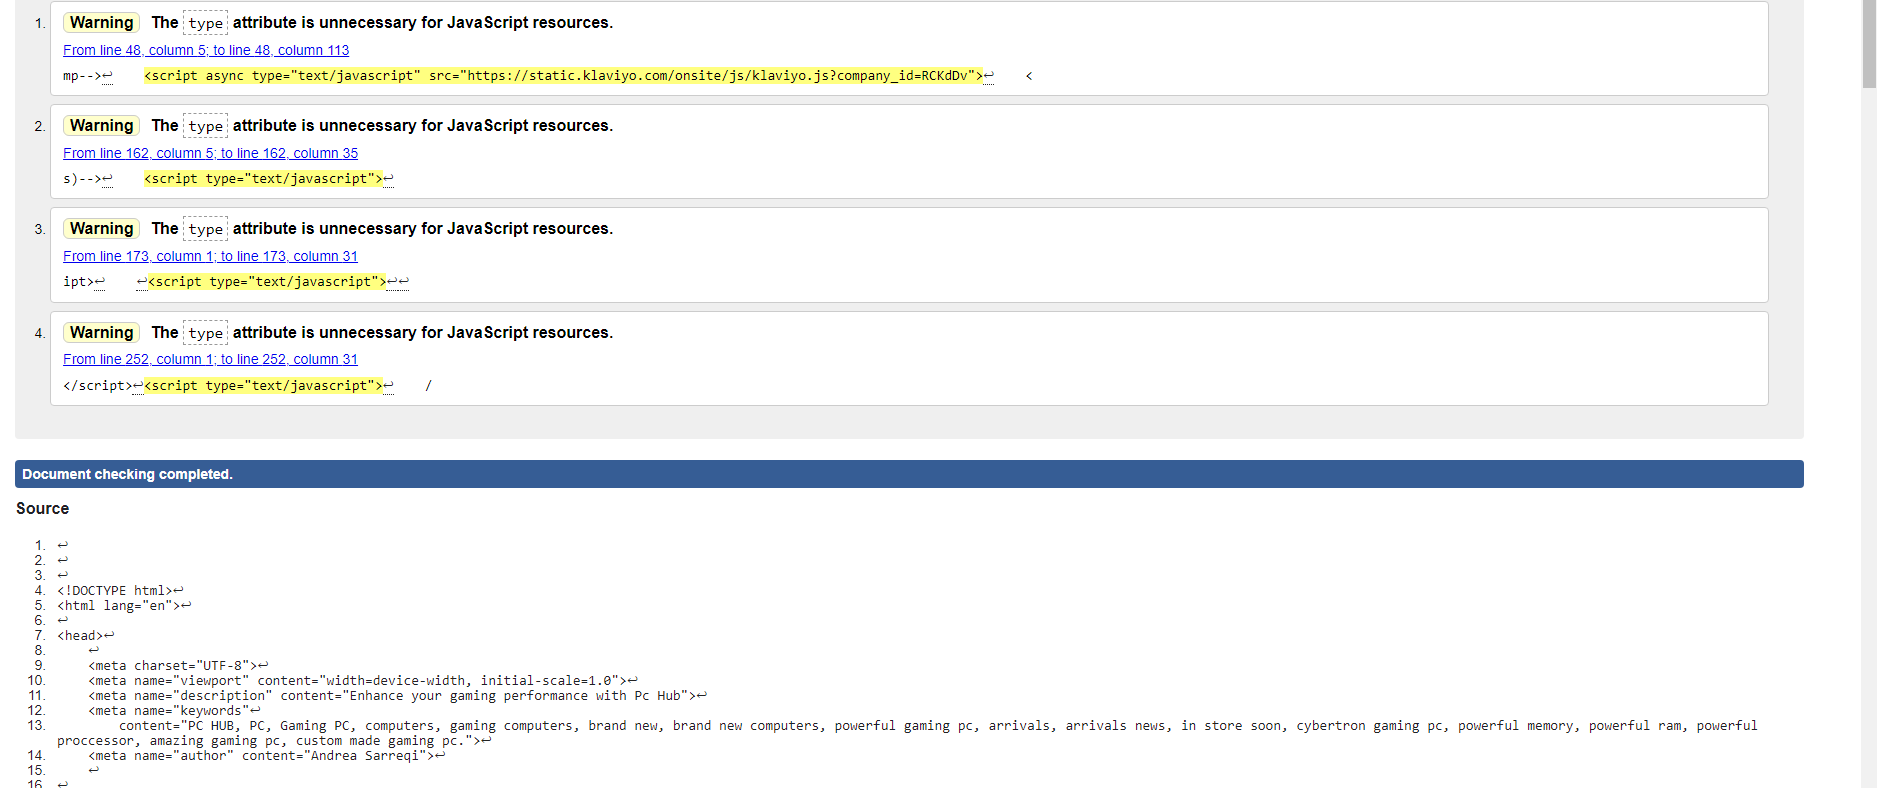 1. Warning The type attribute is unnecessary for JavaScript resources.
From line 48, column 5; to line 48, column 113
mp-->↩    <script async type="text/javascript" src="https://static.klaviyo.com/onsite/js/klaviyo.js?company_id=RCKdDv">↩    <
2. Warning The type attribute is unnecessary for JavaScript resources.
From line 162, column 5; to line 162, column 35
s)-->↩    <script type="text/javascript">↩
3. Warning The type attribute is unnecessary for JavaScript resources.
From line 173, column 1; to line 173, column 31
ipt>↩    ↩<script type="text/javascript">↩↩
4. Warning The type attribute is unnecessary for JavaScript resources.
From line 252, column 1; to line 252, column 31
</script>↩<script type="text/javascript">↩    /
Document checking completed.
Source
1. ↩
2. ↩
3. ↩
4. <!DOCTYPE html>↩
5. <html lang="en">↩
6. ↩
7. <head>↩
8.     ↩
9.     <meta charset="UTF-8">↩
10.     <meta name="viewport" content="width=device-width, initial-scale=1.0">↩
11.     <meta name="description" content="Enhance your gaming performance with Pc Hub">↩
12.     <meta name="keywords"↩
13.         content="PC HUB, PC, Gaming PC, computers, gaming computers, brand new, brand new computers, powerful gaming pc, arrivals, arrivals news, in store soon, cybertron gaming pc, powerful memory, powerful ram, powerful
proccessor, amazing gaming pc, custom made gaming pc.">↩
14.     <meta name="author" content="Andrea Sarreqi">↩
15.     ↩
16. ↩